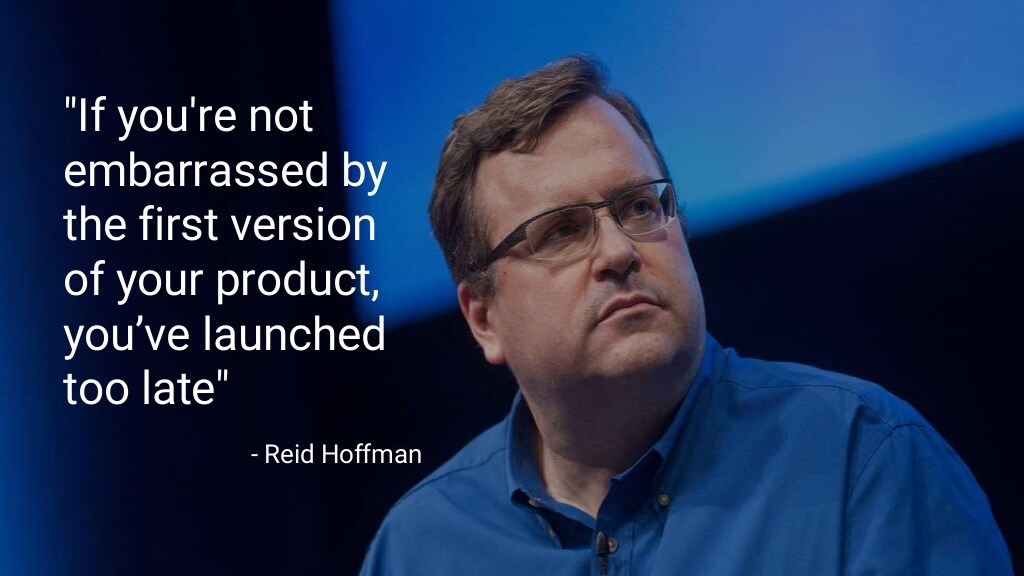 "If you're not
embarrassed by
the first version
of your product,
you’ve launched
too late"
- Reid Hoffman